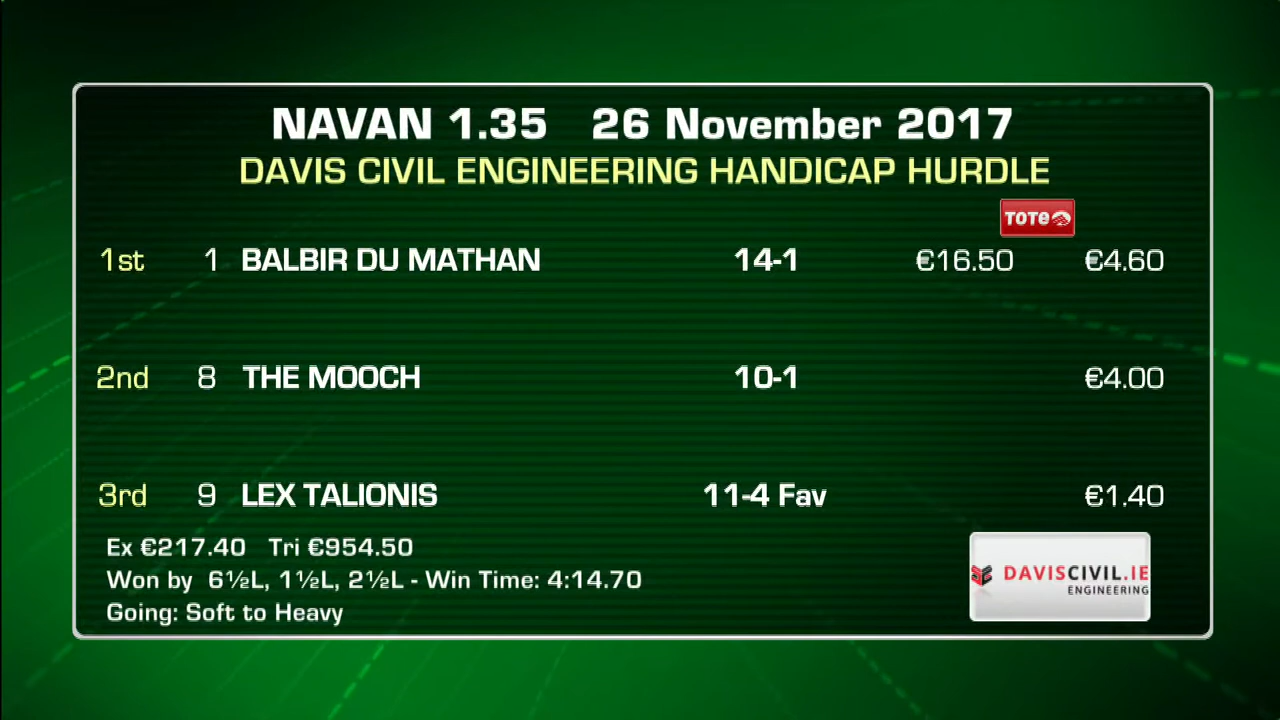 NAVAN 1.35 26 November 2017
DAVIS CIVIL ENGINEERING HANDICAP HURDLE
TOTE
1st 1 BALBIR DU MATHAN 14-1 €16.50 €4.60
2nd 8 THE MOOCH 10-1 €4.00
3rd 9 LEX TALIONIS 11-4 Fav €1.40
Ex €217.40 Tri €954.50
Won by 6½L, 1½L, 2½L - Win Time: 4:14.70
Going: Soft to Heavy
DAVISCIVIL.IE
ENGINEERING